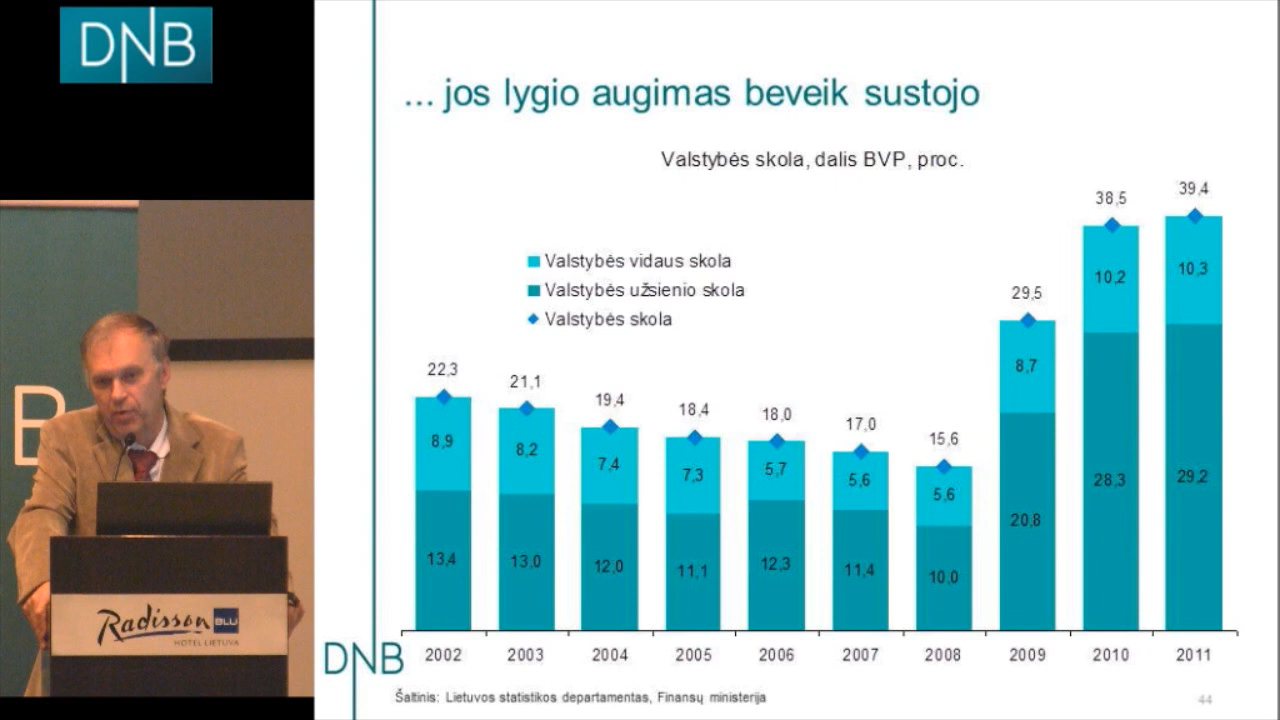 DNB
... jos lygio augimas beveik sustojo
Valstybės skola, dalis BVP, proc.
Valstybės vidaus skola
Valstybės užsienio skola
Valstybės skola
22,3
21,1
19,4
18,4
18,0
17,0
15,6
29,5
38,5
39,4
8,9
8,2
7,4
7,3
5,7
5,6
5,6
8,7
10,2
10,3
13,4
13,0
12,0
11,1
12,3
11,4
10,0
20,8
28,3
29,2
2002 2003 2004 2005 2006 2007 2008 2009 2010 2011
DNB
Šaltinis: Lietuvos statistikos departamentas, Finansų ministerija
44
B
Radisson BLU
HOTEL LIETUVA